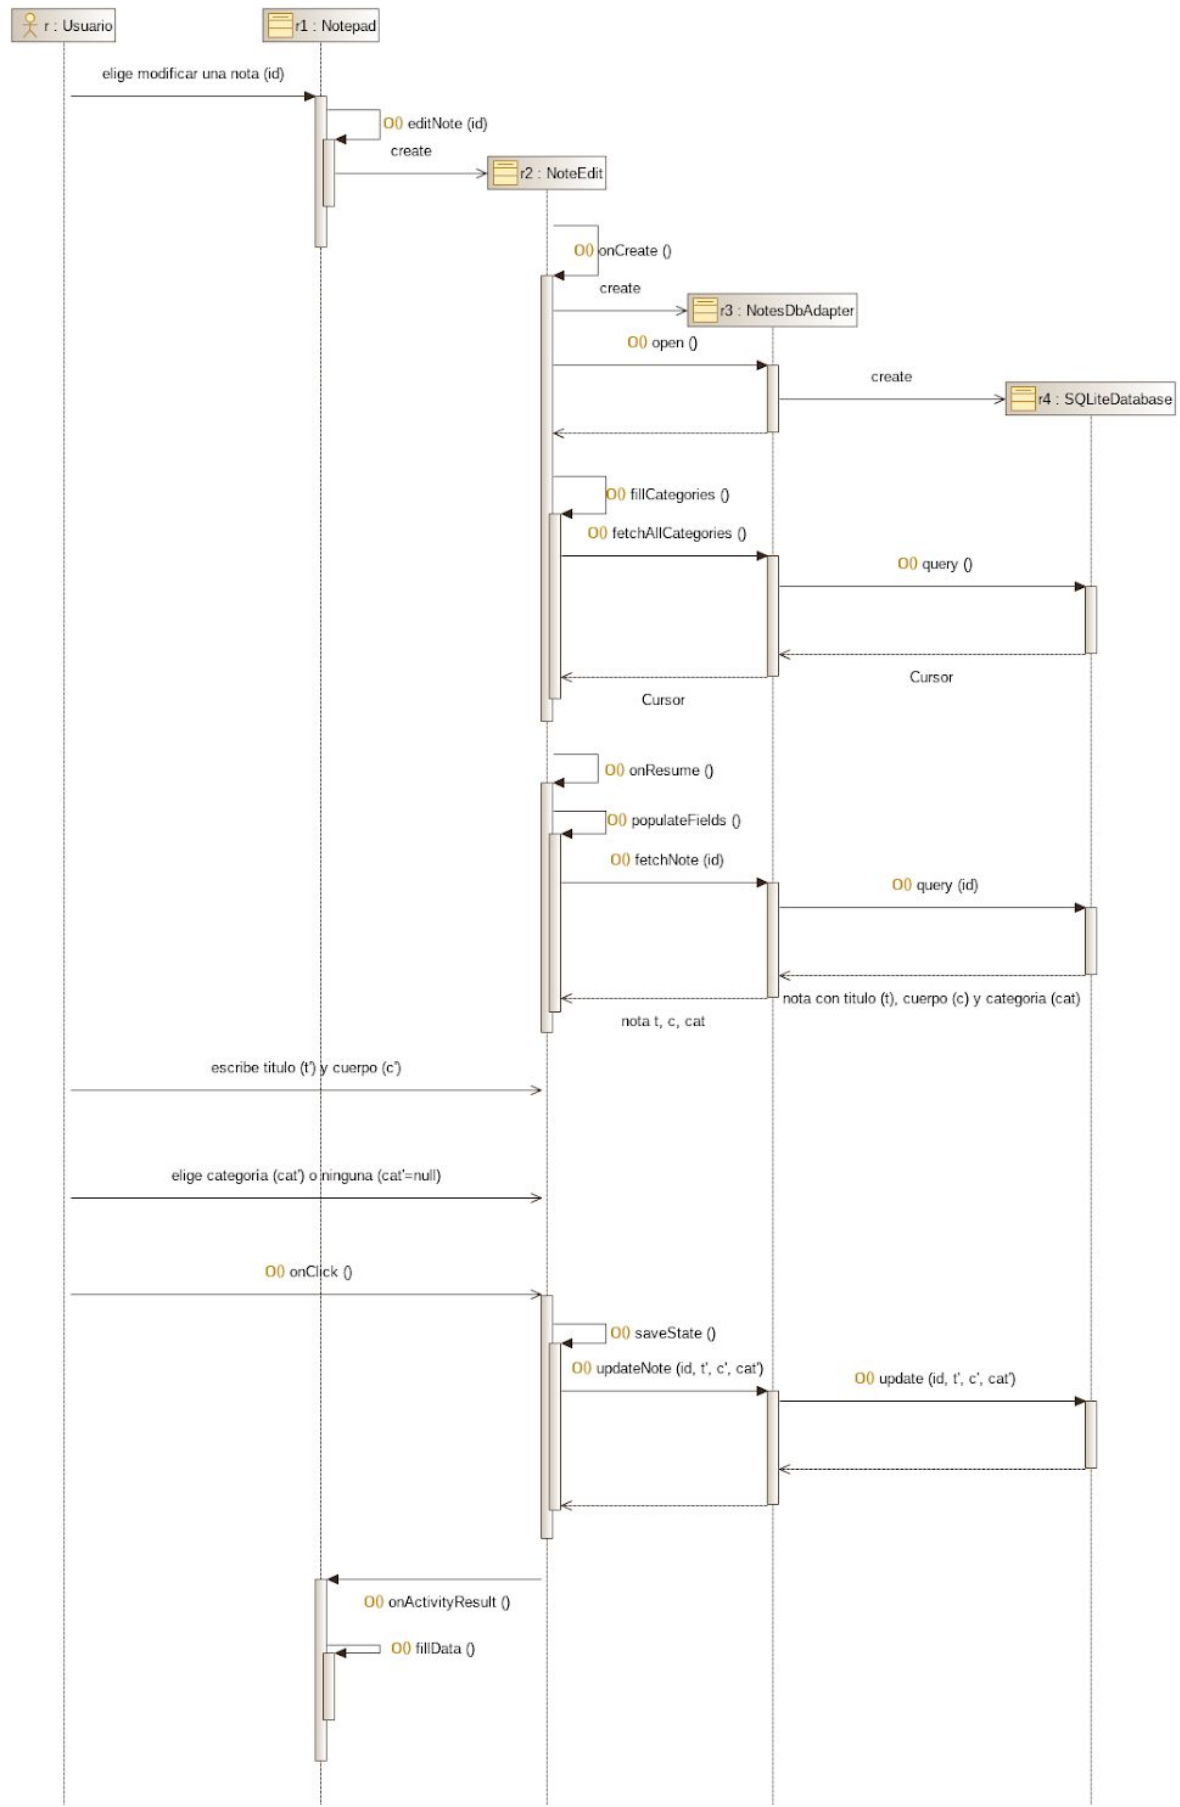 r : Usuario
r1 : Notepad
elige modificar una nota (id)
O() editNote (id)
create
r2 : NoteEdit
O() onCreate ()
create
r3 : NotesDbAdapter
O() open ()
create
r4 : SQLiteDatabase
O() fillCategories ()
O() fetchAllCategories ()
O() query ()
Cursor
Cursor
O() onResume ()
O() populateFields ()
O() fetchNote (id)
O() query (id)
nota con titulo (t), cuerpo (c) y categoria (cat)
nota t, c, cat
escribe titulo (t') y cuerpo (c')
elige categoría (cat') o ninguna (cat'=null)
O() onClick ()
O() saveState ()
O() updateNote (id, t', c', cat')
O() update (id, t', c', cat')
O() onActivityResult ()
O() fillData ()